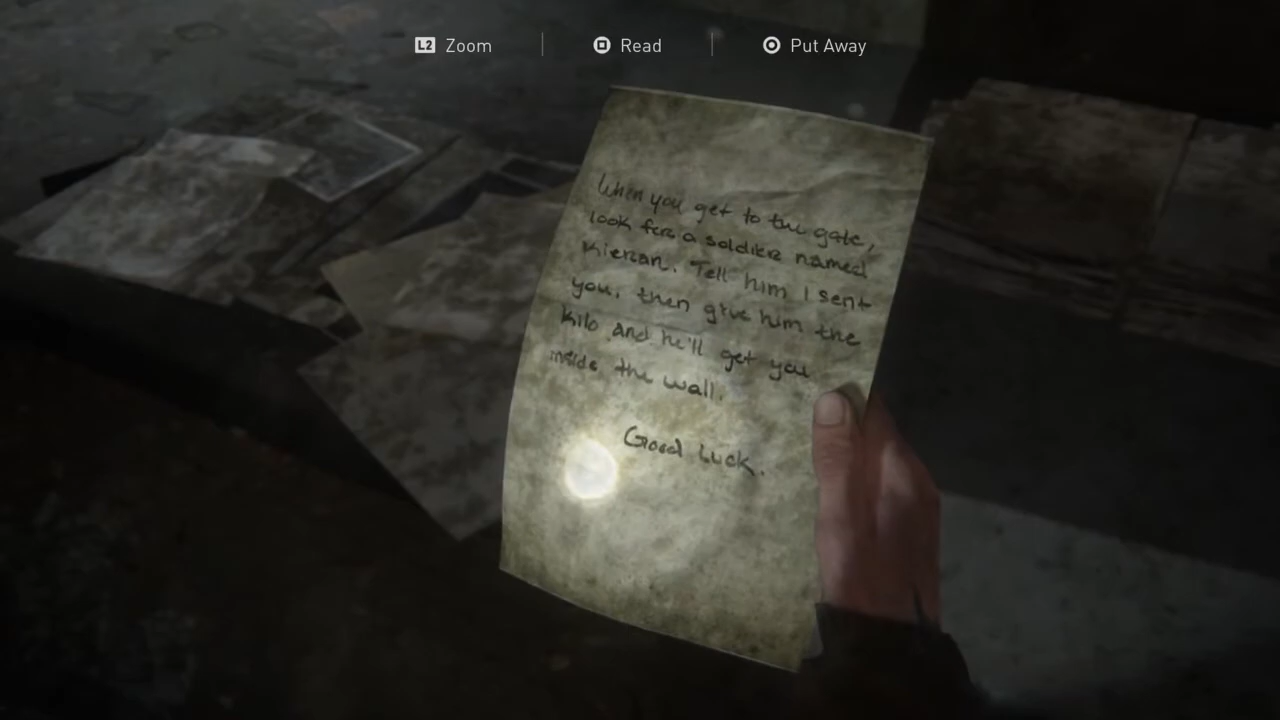 L2 Zoom Read Put Away
When you get to the gate,
look for a soldier named
Kieran. Tell him I sent
you, then give him the
kilo and he'll get you
inside the wall.
Good Luck.